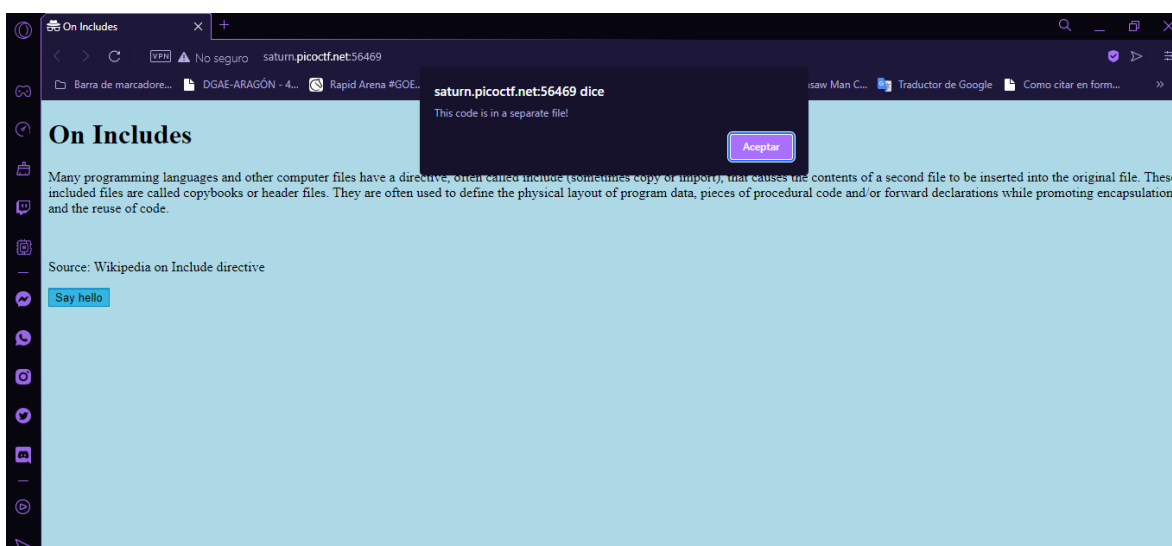 On Includes
VPN No seguro saturn.picoctf.net:56469
Barra de marcadore... DGAE-ARAGÓN - 4... Rapid Arena #GOE... saw Man C... Traductor de Google Como citar en form... »
saturn.picoctf.net:56469 dice
This code is in a separate file!
Aceptar
On Includes
Many programming languages and other computer files have a directive, often called include (sometimes copy or import), that causes the contents of a second file to be inserted into the original file. These
included files are called copybooks or header files. They are often used to define the physical layout of program data, pieces of procedural code and/or forward declarations while promoting encapsulation
and the reuse of code.
Source: Wikipedia on Include directive
Say hello